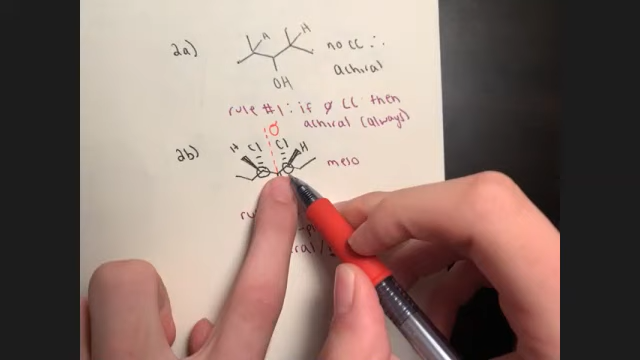 2a)
H H
no CC ∴
achiral
OH
rule #1: if ø CC then
achiral (always)
σ
2b)
H Cl Cl H
meso